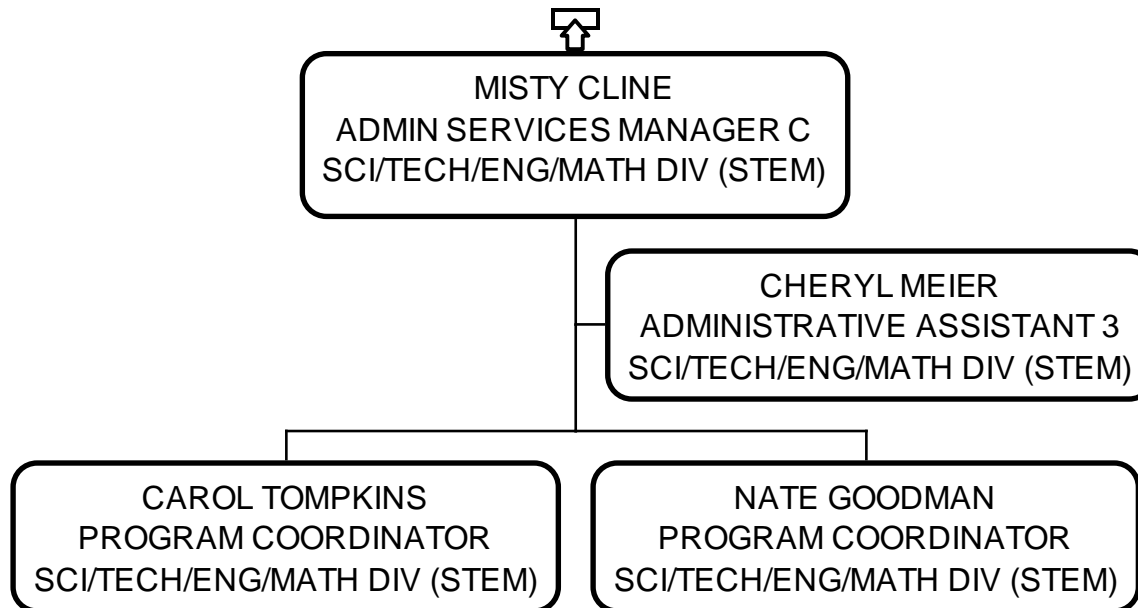 MISTY CLINE
ADMIN SERVICES MANAGER C
SCI/TECH/ENG/MATH DIV (STEM)
CHERYL MEIER
ADMINISTRATIVE ASSISTANT 3
SCI/TECH/ENG/MATH DIV (STEM)
CAROL TOMPKINS
PROGRAM COORDINATOR
SCI/TECH/ENG/MATH DIV (STEM)
NATE GOODMAN
PROGRAM COORDINATOR
SCI/TECH/ENG/MATH DIV (STEM)